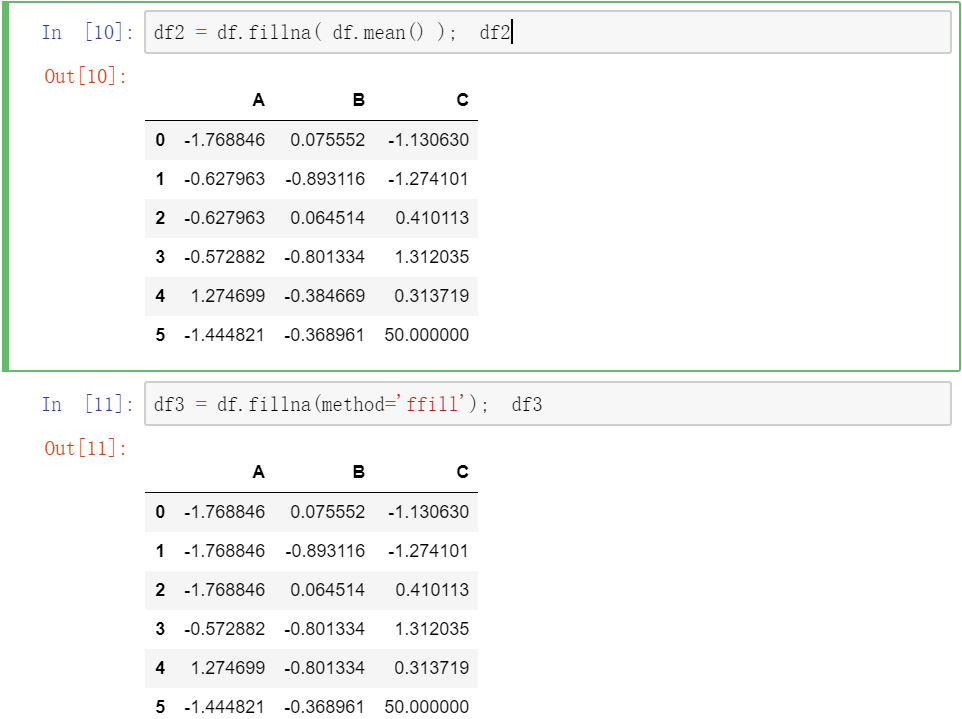 In [10]: df2 = df.fillna( df.mean() ); df2
Out[10]:
A B C
0 -1.768846 0.075552 -1.130630
1 -0.627963 -0.893116 -1.274101
2 -0.627963 0.064514 0.410113
3 -0.572882 -0.801334 1.312035
4 1.274699 -0.384669 0.313719
5 -1.444821 -0.368961 50.000000
In [11]: df3 = df.fillna(method='ffill'); df3
Out[11]:
A B C
0 -1.768846 0.075552 -1.130630
1 -1.768846 -0.893116 -1.274101
2 -1.768846 0.064514 0.410113
3 -0.572882 -0.801334 1.312035
4 1.274699 -0.801334 0.313719
5 -1.444821 -0.368961 50.000000